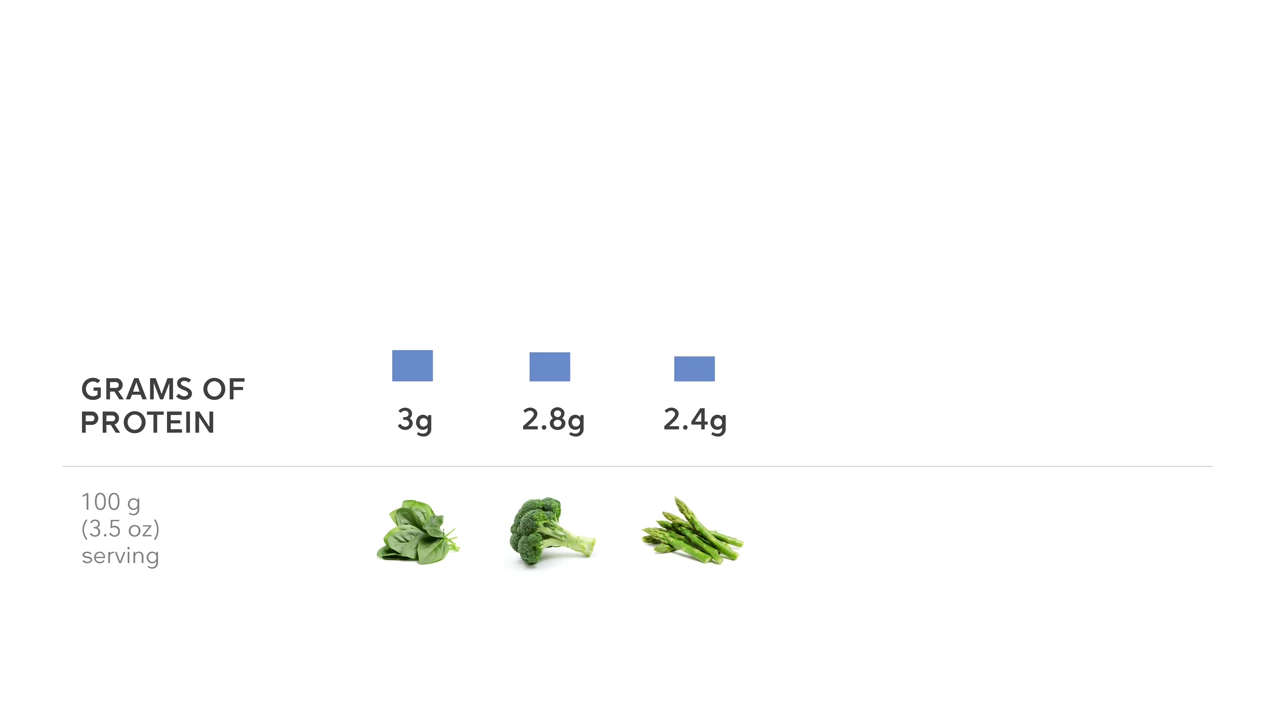 GRAMS OF
PROTEIN
3g
2.8g
2.4g
100 g
(3.5 oz)
serving